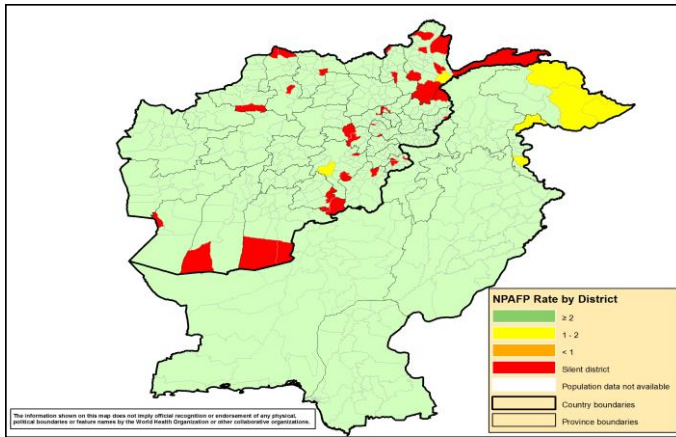 NPAFP Rate by District
≥ 2
1 - 2
< 1
Silent district
Population data not available
Country boundaries
Province boundaries
The information shown on this map does not imply official recognition or endorsement of any physical,
political boundaries or feature names by the World Health Organization or other collaborative organizations.